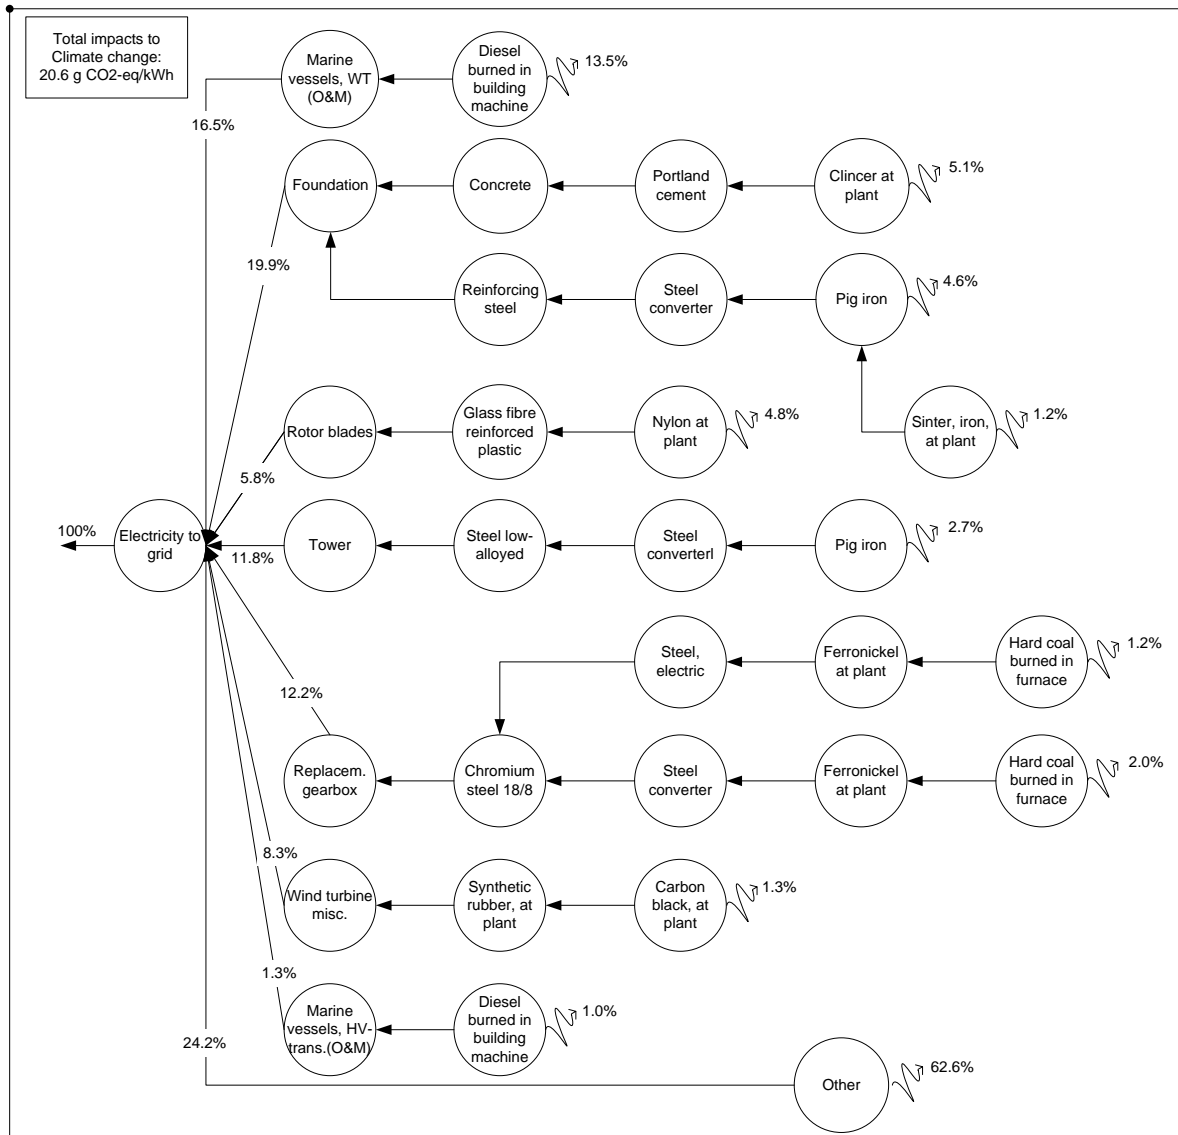 Total impacts to
Climate change:
20.6 g CO2-eq/kWh
Marine
vessels, WT
(O&M)
Diesel
burned in
building
machine
13.5%
16.5%
Foundation
Concrete
Portland
cement
Clincer at
plant
5.1%
19.9%
Reinforcing
steel
Steel
converter
Pig iron
4.6%
Rotor blades
Glass fibre
reinforced
plastic
Nylon at
plant
4.8%
Sinter, iron,
at plant
1.2%
5.8%
100%
Electricity to
grid
11.8%
Tower
Steel low-
alloyed
Steel
converterl
Pig iron
2.7%
Steel,
electric
Ferronickel
at plant
Hard coal
burned in
furnace
1.2%
12.2%
Replacem.
gearbox
Chromium
steel 18/8
Steel
converter
Ferronickel
at plant
Hard coal
burned in
furnace
2.0%
8.3%
Wind turbine
misc.
Synthetic
rubber, at
plant
Carbon
black, at
plant
1.3%
1.3%
Marine
vessels, HV-
trans.(O&M)
Diesel
burned in
building
machine
1.0%
24.2%
Other
62.6%